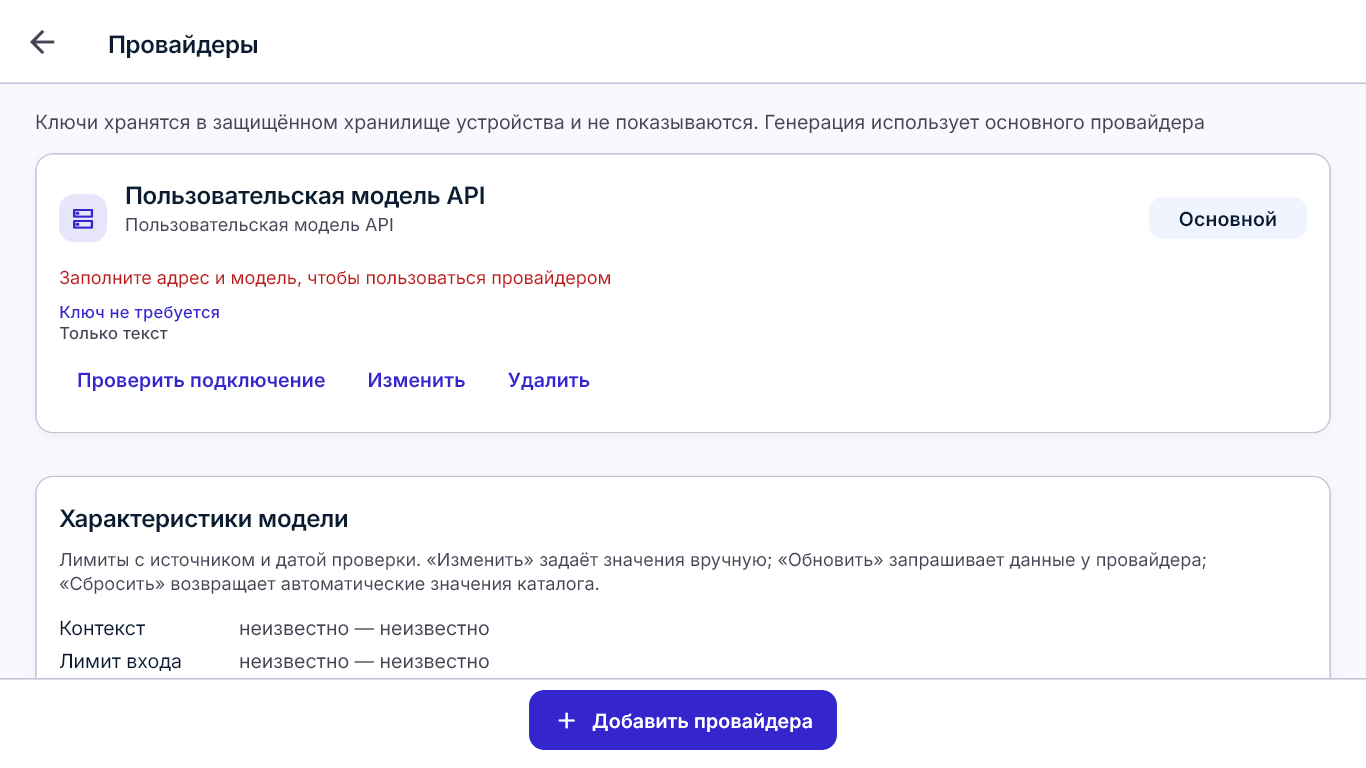 Провайдеры
Ключи хранятся в защищённом хранилище устройства и не показываются. Генерация использует основного провайдера
Пользовательская модель API
Пользовательская модель API
Основной
Заполните адрес и модель, чтобы пользоваться провайдером
Ключ не требуется
Только текст
Проверить подключение Изменить Удалить
Характеристики модели
Лимиты с источником и датой проверки. «Изменить» задаёт значения вручную; «Обновить» запрашивает данные у провайдера;
«Сбросить» возвращает автоматические значения каталога.
Контекст неизвестно — неизвестно
Лимит входа неизвестно — неизвестно
Добавить провайдера